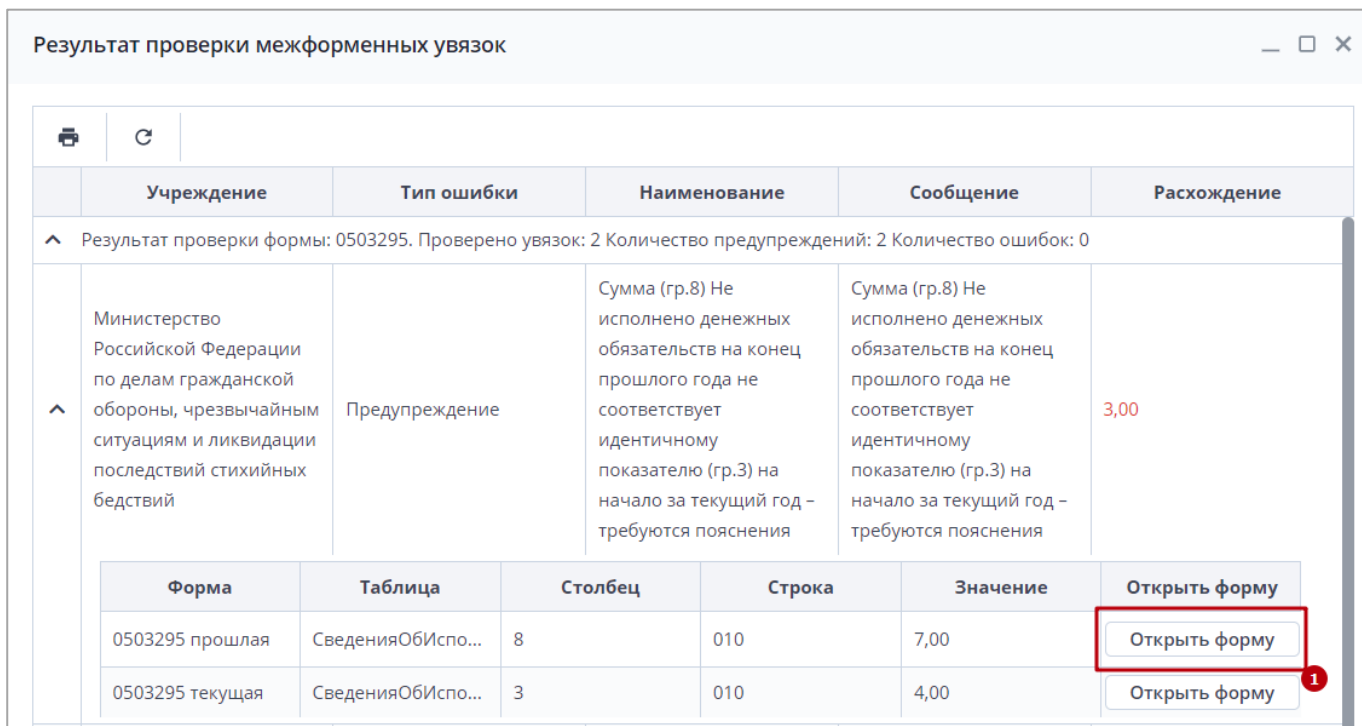 Результат проверки межформенных увязок
Учреждение Тип ошибки Наименование Сообщение Расхождение
Результат проверки формы: 0503295. Проверено увязок: 2 Количество предупреждений: 2 Количество ошибок: 0
Министерство
Российской Федерации
по делам гражданской
обороны, чрезвычайным
ситуациям и ликвидации
последствий стихийных
бедствий
Предупреждение
Сумма (гр.8) Не
исполнено денежных
обязательств на конец
прошлого года не
соответствует
идентичному
показателю (гр.3) на
начало за текущий год –
требуются пояснения
Сумма (гр.8) Не
исполнено денежных
обязательств на конец
прошлого года не
соответствует
идентичному
показателю (гр.3) на
начало за текущий год –
требуются пояснения
3,00
Форма Таблица Столбец Строка Значение Открыть форму
0503295 прошлая СведенияОбИспо... 8 010 7,00 Открыть форму
1
0503295 текущая СведенияОбИспо... 3 010 4,00 Открыть форму